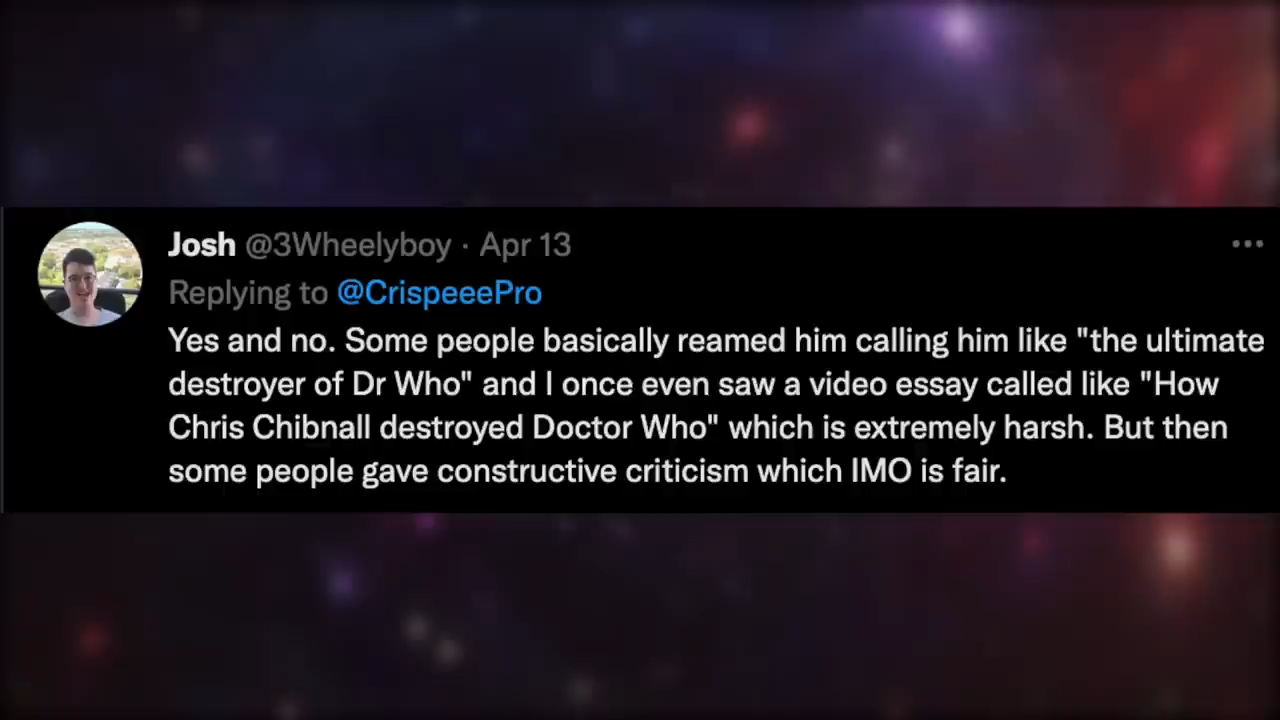 Josh @3Wheelyboy · Apr 13
Replying to @CrispeeePro
Yes and no. Some people basically reamed him calling him like "the ultimate
destroyer of Dr Who" and I once even saw a video essay called like "How
Chris Chibnall destroyed Doctor Who" which is extremely harsh. But then
some people gave constructive criticism which IMO is fair.